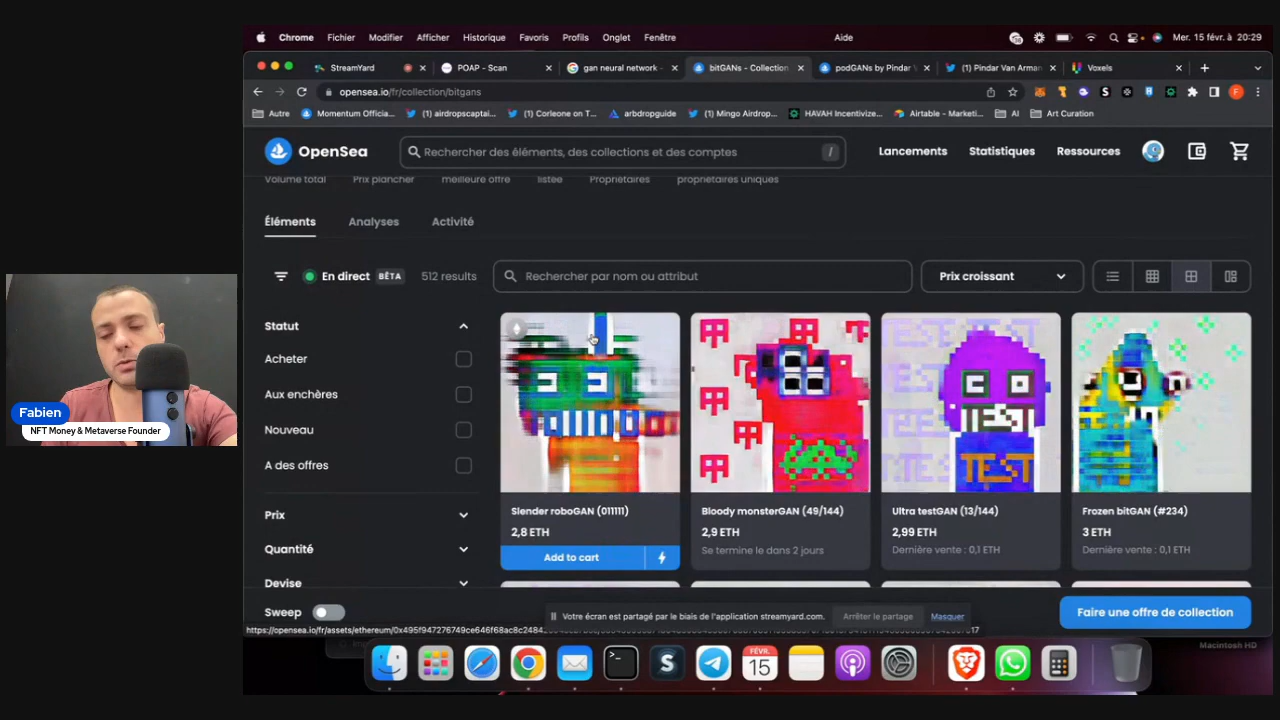 Chrome Fichier Modifier Afficher Historique Favoris Profils Onglet Fenêtre Aide Mer. 15 févr. à 20:29
StreamYard POAP - Scan gan neural network - bitGANs - Collection podGANs by Pindar V (1) Pindar Van Arman Voxels
opensea.io/fr/collection/bitgans
Autre Momentum Officia... (1) airdropscaptai... (1) Corleone on T... arbdropguide (1) Mingo Airdrop... HAVAH Incentivize... Airtable - Marketi... AI Art Curation
OpenSea Rechercher des éléments, des collections et des comptes / Lancements Statistiques Ressources
Volume total Prix plancher meilleure offre listée Propriétaires propriétaires uniques
Éléments Analyses Activité
En direct BÊTA 512 results Rechercher par nom ou attribut Prix croissant
Statut
Acheter
Aux enchères
Nouveau
A des offres
Prix
Quantité
Devise
TEST
Slender roboGAN (011111) Bloody monsterGAN (49/144) Ultra testGAN (13/144) Frozen bitGAN (#234)
2,8 ETH 2,9 ETH 2,99 ETH 3 ETH
Add to cart Se termine le dans 2 jours Dernière vente : 0,1 ETH Dernière vente : 0,1 ETH
Sweep Votre écran est partagé par le biais de l'application streamyard.com. Arrêter le partage Masquer Faire une offre de collection
Macintosh HD
FÉVR.
15
Fabien
NFT Money & Metaverse Founder